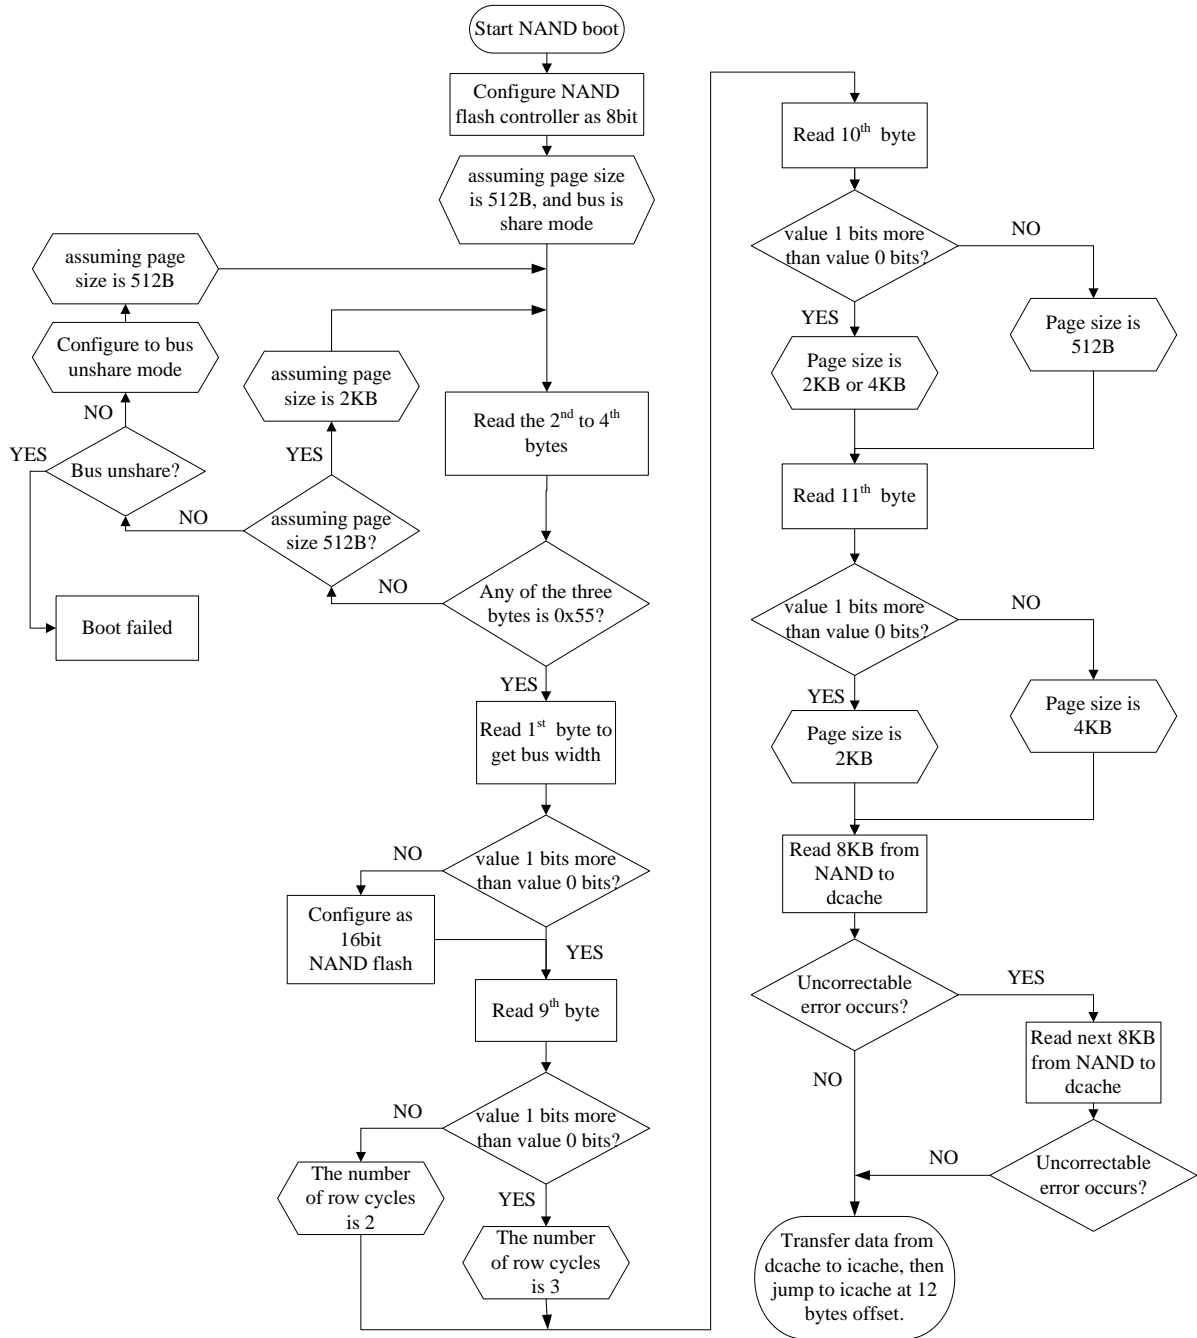 Start NAND boot
Configure NAND
flash controller as 8bit
assuming page size
is 512B, and bus is
share mode
assuming page
size is 512B
Configure to bus
unshare mode
NO
YES
Bus unshare?
Boot failed
assuming page
size is 2KB
YES
NO
assuming page
size 512B?
NO
Read the 2nd to 4th
bytes
Any of the three
bytes is 0x55?
YES
Read 1st byte to
get bus width
NO
value 1 bits more
than value 0 bits?
Configure as
16bit
NAND flash
YES
Read 9th byte
NO
value 1 bits more
than value 0 bits?
The number
of row cycles
is 2
YES
The number
of row cycles
is 3
Read 10th byte
value 1 bits more
than value 0 bits?
NO
YES
Page size is
2KB or 4KB
Page size is
512B
Read 11th byte
value 1 bits more
than value 0 bits?
NO
YES
Page size is
2KB
Page size is
4KB
Read 8KB from
NAND to
dcache
Uncorrectable
error occurs?
YES
NO
Read next 8KB
from NAND to
dcache
NO
Uncorrectable
error occurs?
Transfer data from
dcache to icache, then
jump to icache at 12
bytes offset.